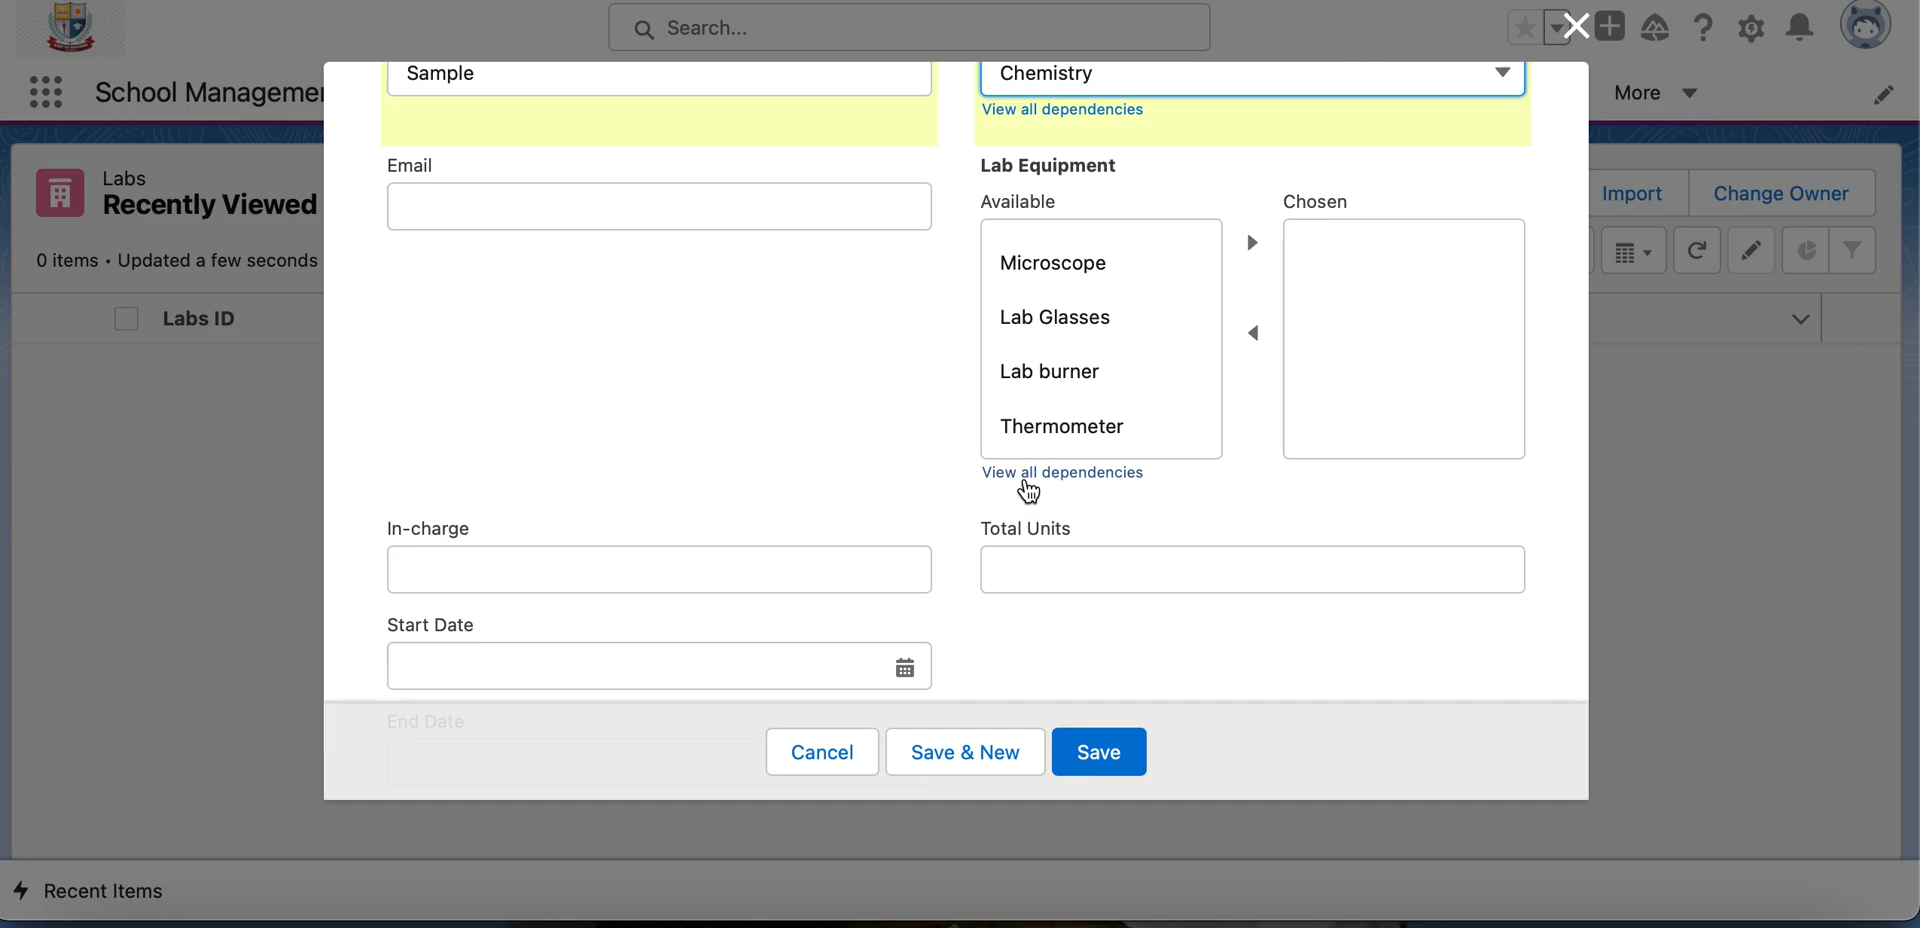 Search...
School Managemer
More
Sample
Chemistry
View all dependencies
Labs
Recently Viewed
0 items • Updated a few seconds
Import
Change Owner
Labs ID
Email
Lab Equipment
Available
Chosen
Microscope
Lab Glasses
Lab burner
Thermometer
View all dependencies
In-charge
Total Units
Start Date
End Date
Cancel
Save & New
Save
Recent Items